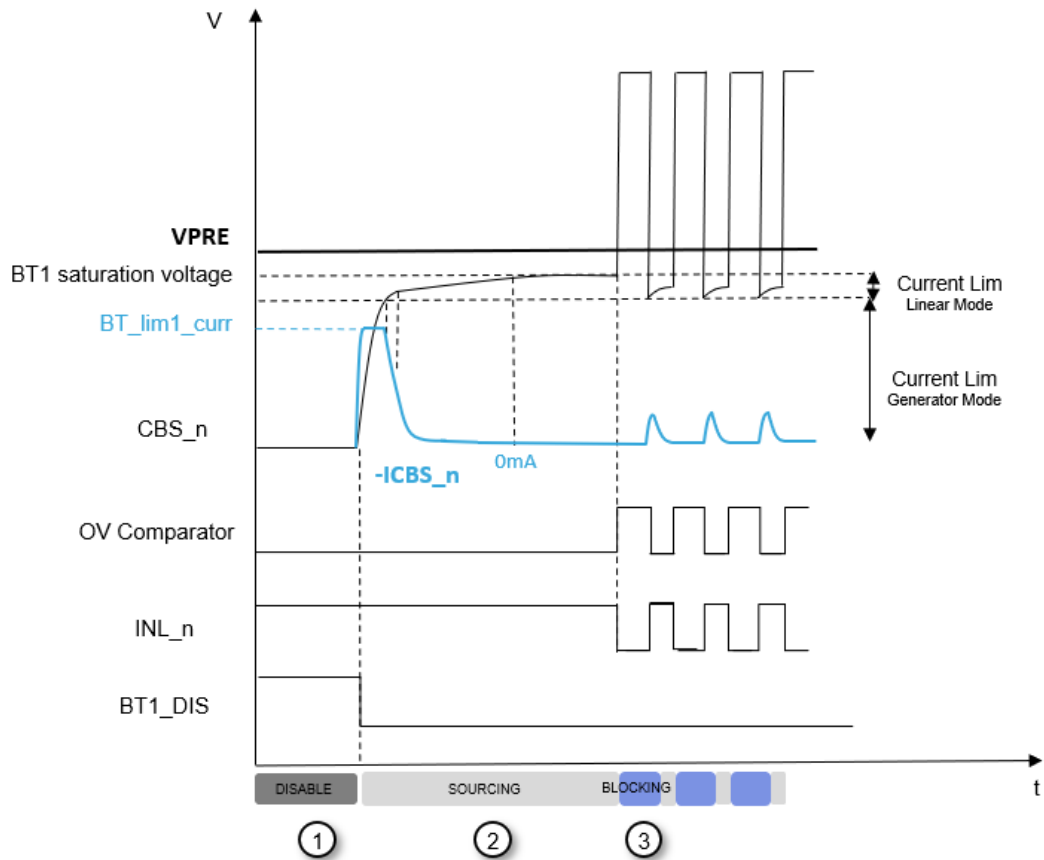 V
VPRE
BT1 saturation voltage
Current Lim
Linear Mode
BT_lim1_curr
Current Lim
Generator Mode
CBS_n
-ICBS_n
0mA
OV Comparator
INL_n
BT1_DIS
DISABLE
SOURCING
BLOCKING
t
1
2
3